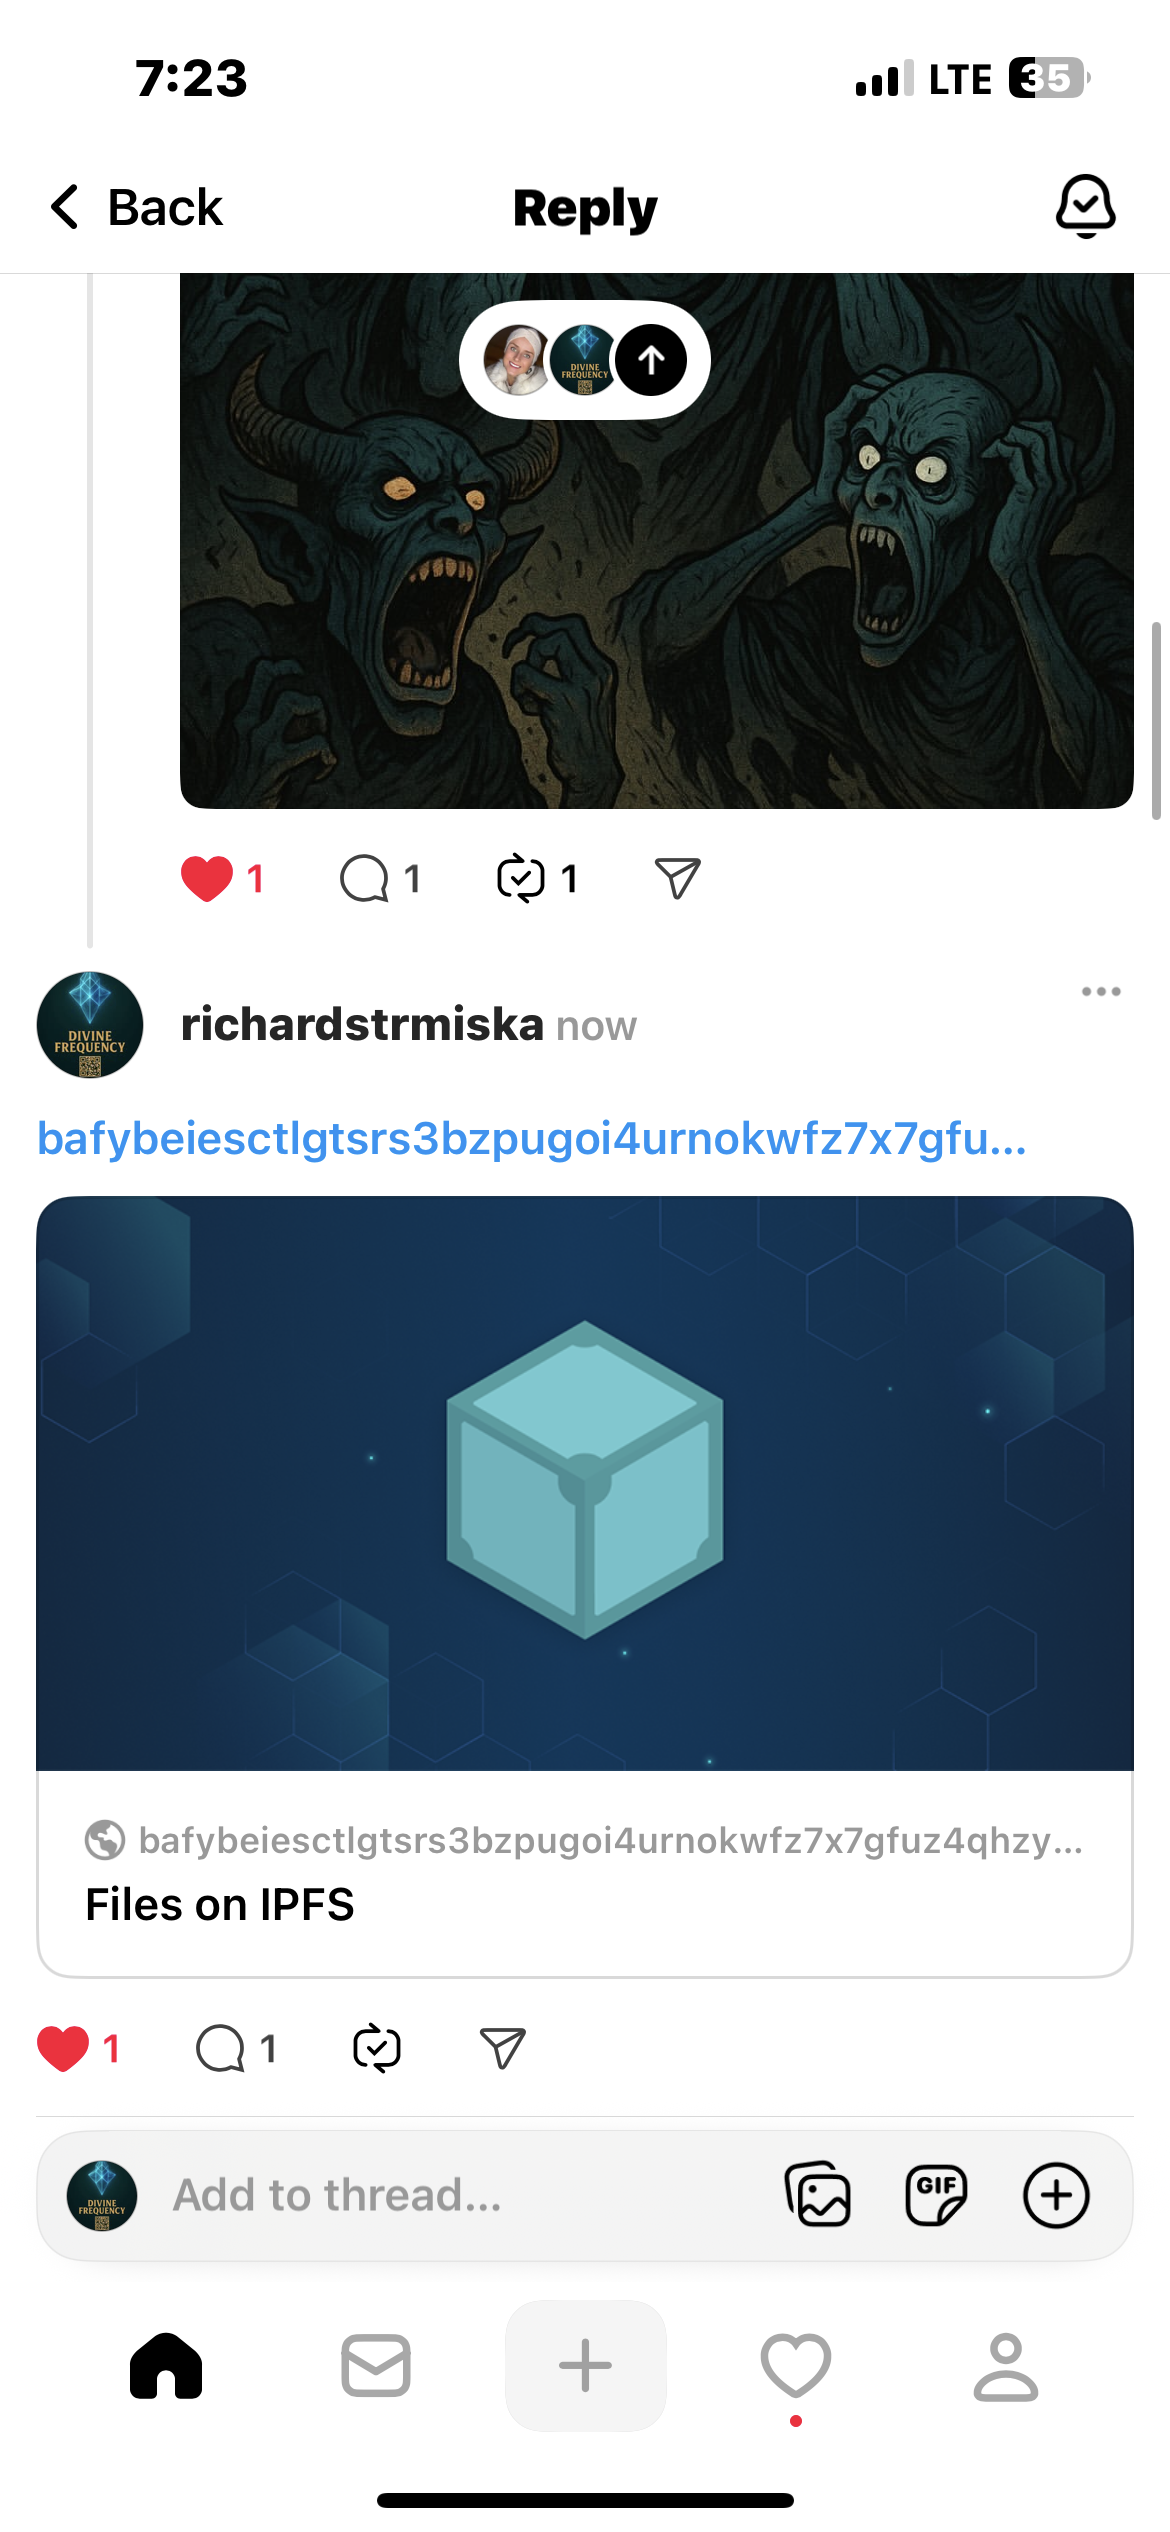 7:23
LTE
35
Back
Reply
DIVINE
FREQUENCY
1
1
1
DIVINE
FREQUENCY
richardstrmiska now
bafybeiesctlgtsrs3bzpugoi4urnokwfz7x7gfu...
bafybeiesctlgtsrs3bzpugoi4urnokwfz7x7gfuz4qhzy...
Files on IPFS
1
1
DIVINE
FREQUENCY
Add to thread...
GIF